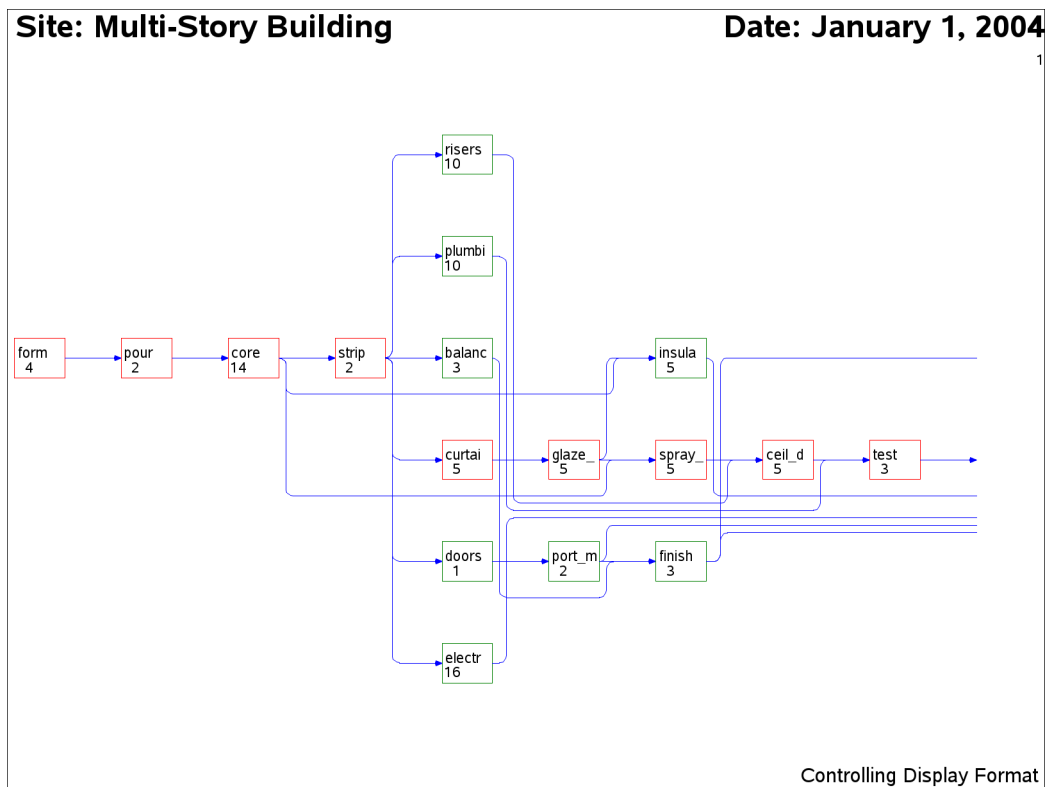 Site: Multi-Story Building
Date: January 1, 2004
1
risers
10
plumbi
10
form
4
pour
2
core
14
strip
2
balanc
3
insula
5
curtai
5
glaze_
5
spray_
5
ceil_d
5
test
3
doors
1
port_m
2
finish
3
electr
16
Controlling Display Format